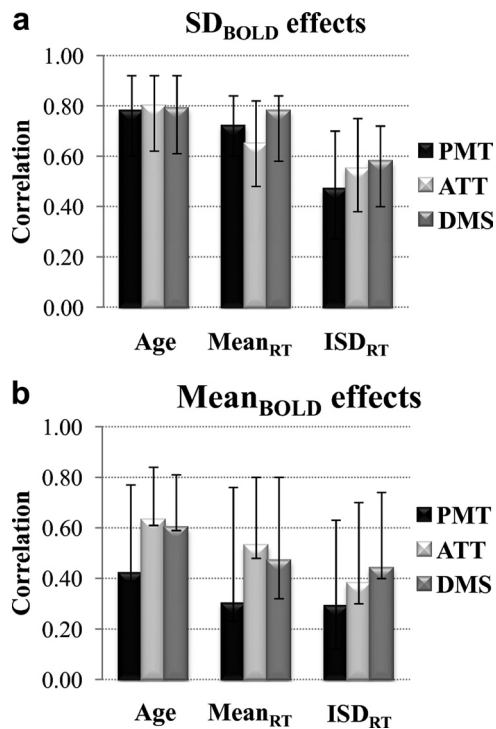 a
SD_BOLD effects
Correlation
1.00
0.80
0.60
0.40
0.20
0.00
Age
Mean_RT
ISD_RT
PMT
ATT
DMS
b
Mean_BOLD effects
Correlation
1.00
0.80
0.60
0.40
0.20
0.00
Age
Mean_RT
ISD_RT
PMT
ATT
DMS